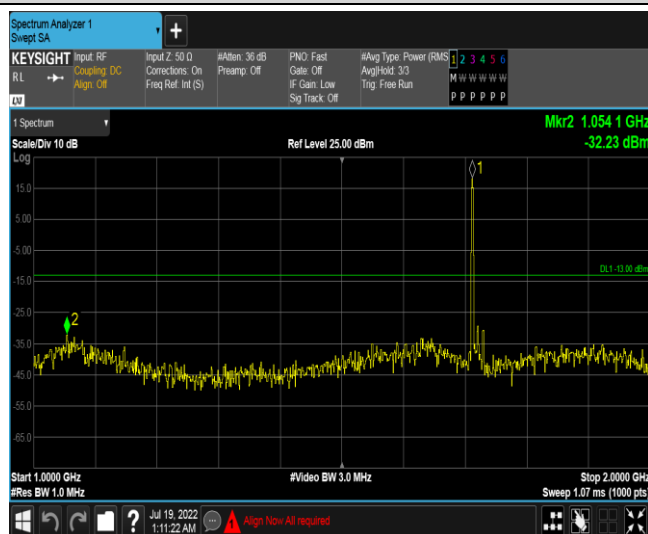 Spectrum Analyzer 1
Swept SA
+
KEYSIGHT Input: RF Input Z: 50 Ω #Atten: 36 dB PNO: Fast #Avg Type: Power (RMS 1 2 3 4 5 6
RL Coupling: DC Corrections: On Preamp: Off Gate: Off Avg|Hold: 3/3 M W W W W W
Align: Off Freq Ref: Int (S) IF Gain: Low Trig: Free Run
LXI Sig Track: Off P P P P P P
1 Spectrum Mkr2 1.054 1 GHz
Scale/Div 10 dB Ref Level 25.00 dBm -32.23 dBm
Log
1
15.0
5.00
-5.00
DL1 -13.00 dBm
-15.0
-25.0
2
-35.0
-45.0
-55.0
-65.0
Start 1.0000 GHz #Video BW 3.0 MHz Stop 2.0000 GHz
#Res BW 1.0 MHz Sweep 1.07 ms (1000 pts)
? Jul 19, 2022
1:11:22 AM Align Now All required